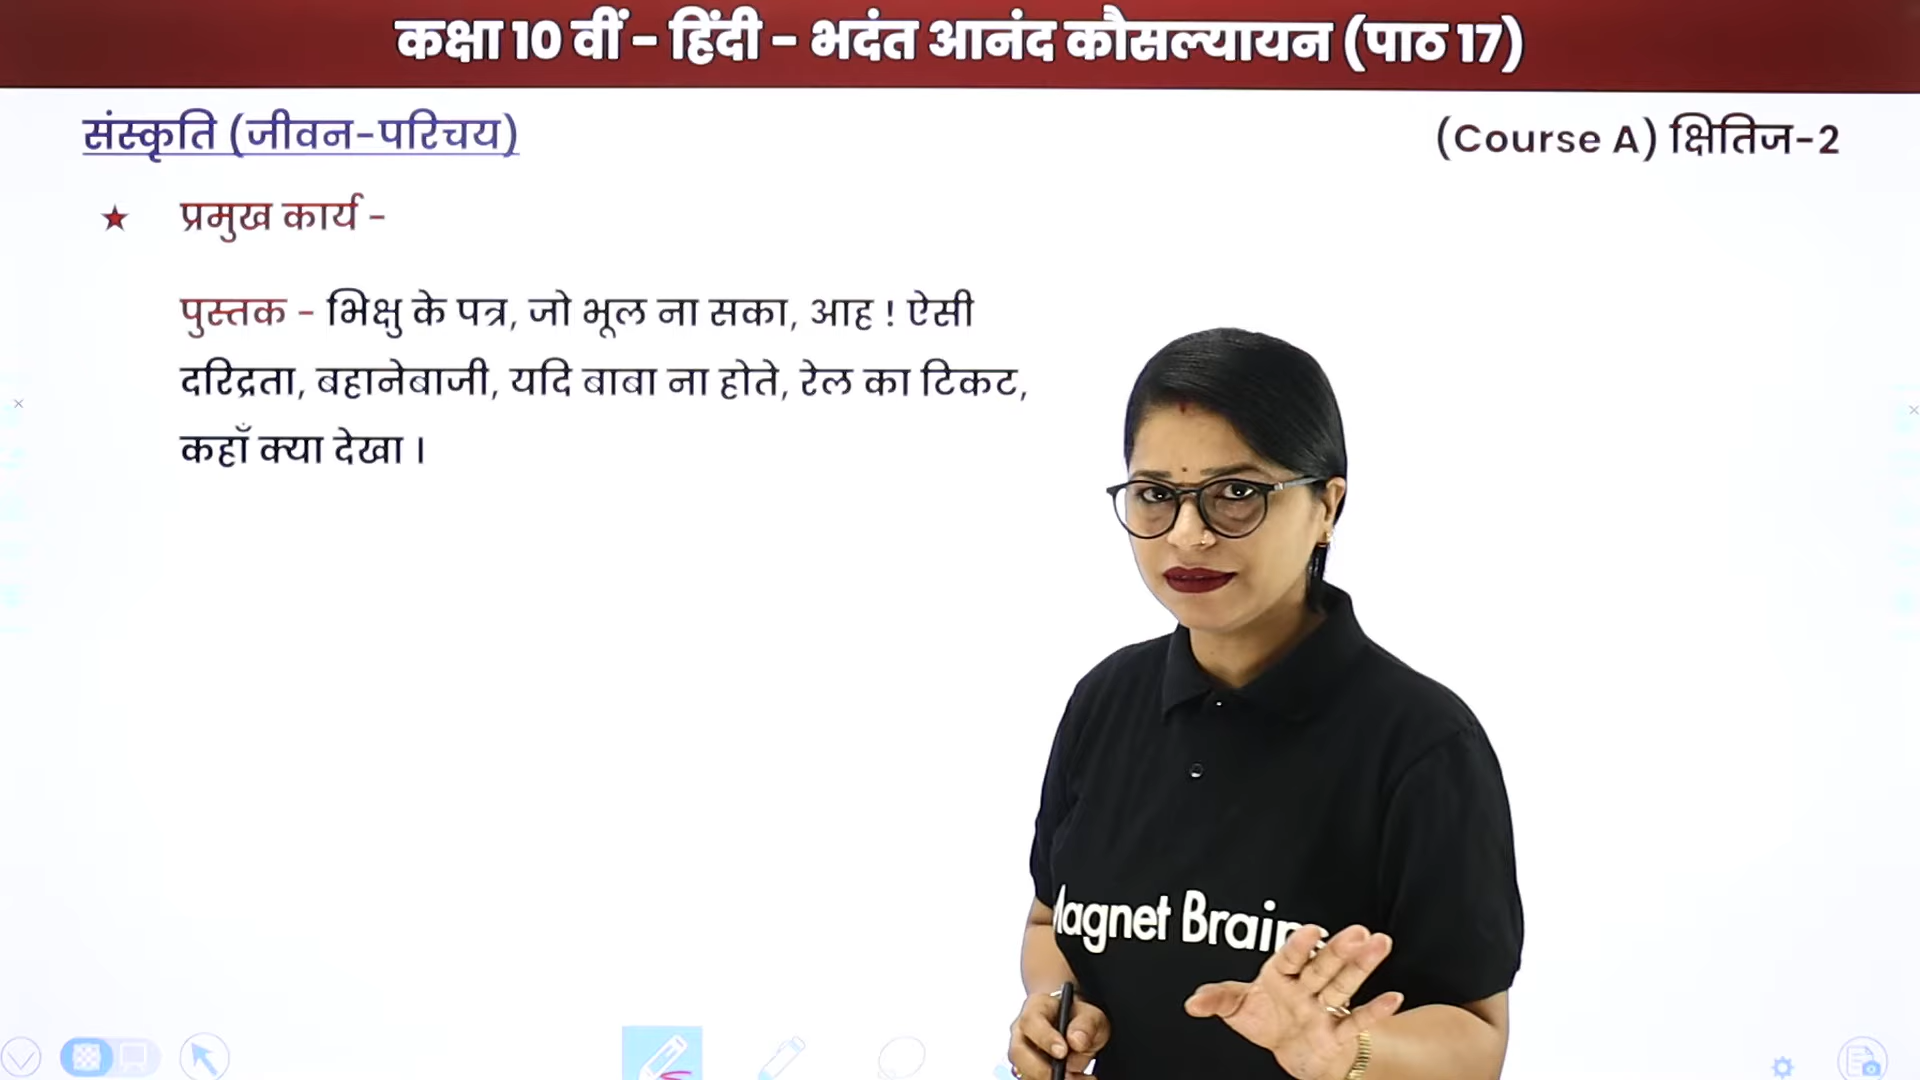 कक्षा 10 वीं - हिंदी - भदंत आनंद कौसल्यायन (पाठ 17)
संस्कृति (जीवन-परिचय)
(Course A) क्षितिज-2
★ प्रमुख कार्य -
पुस्तक - भिक्षु के पत्र, जो भूल ना सका, आह ! ऐसी
दरिद्रता, बहानेबाजी, यदि बाबा ना होते, रेल का टिकट,
कहाँ क्या देखा ।
Magnet Brains